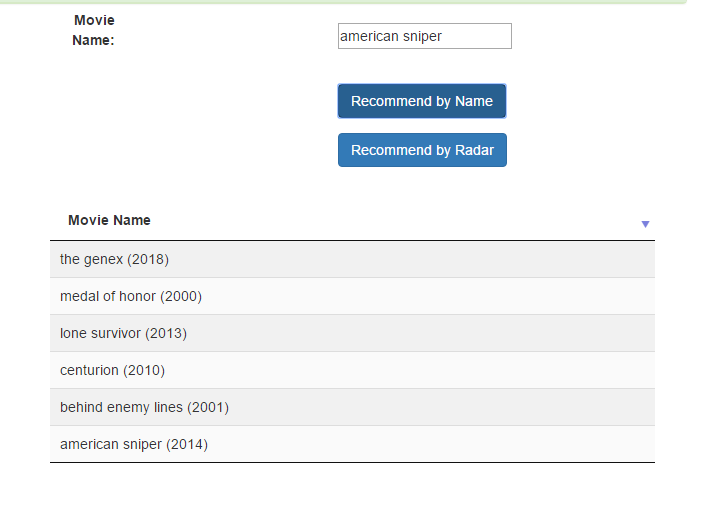 Movie
Name:
american sniper
Recommend by Name
Recommend by Radar
Movie Name
the genex (2018)
medal of honor (2000)
lone survivor (2013)
centurion (2010)
behind enemy lines (2001)
american sniper (2014)